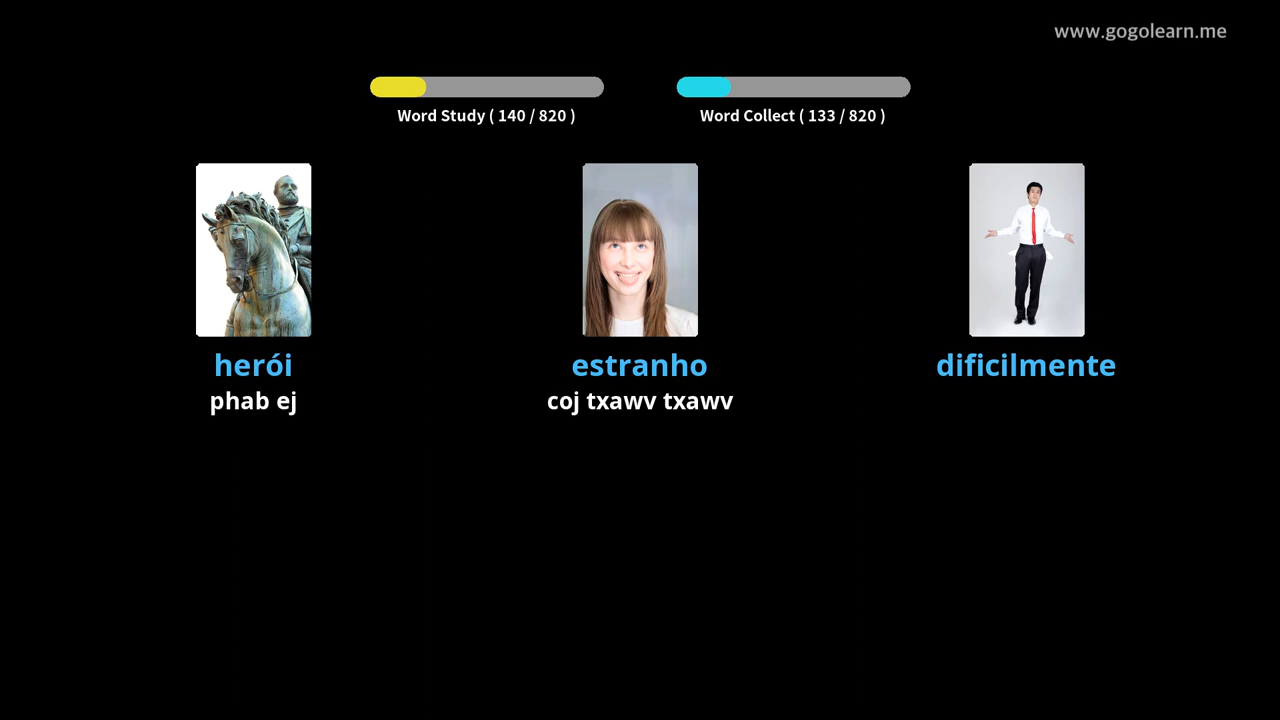 www.gogolearn.me
Word Study ( 140 / 820 )
Word Collect ( 133 / 820 )
herói
estranho
dificilmente
phab ej
coj txawv txawv